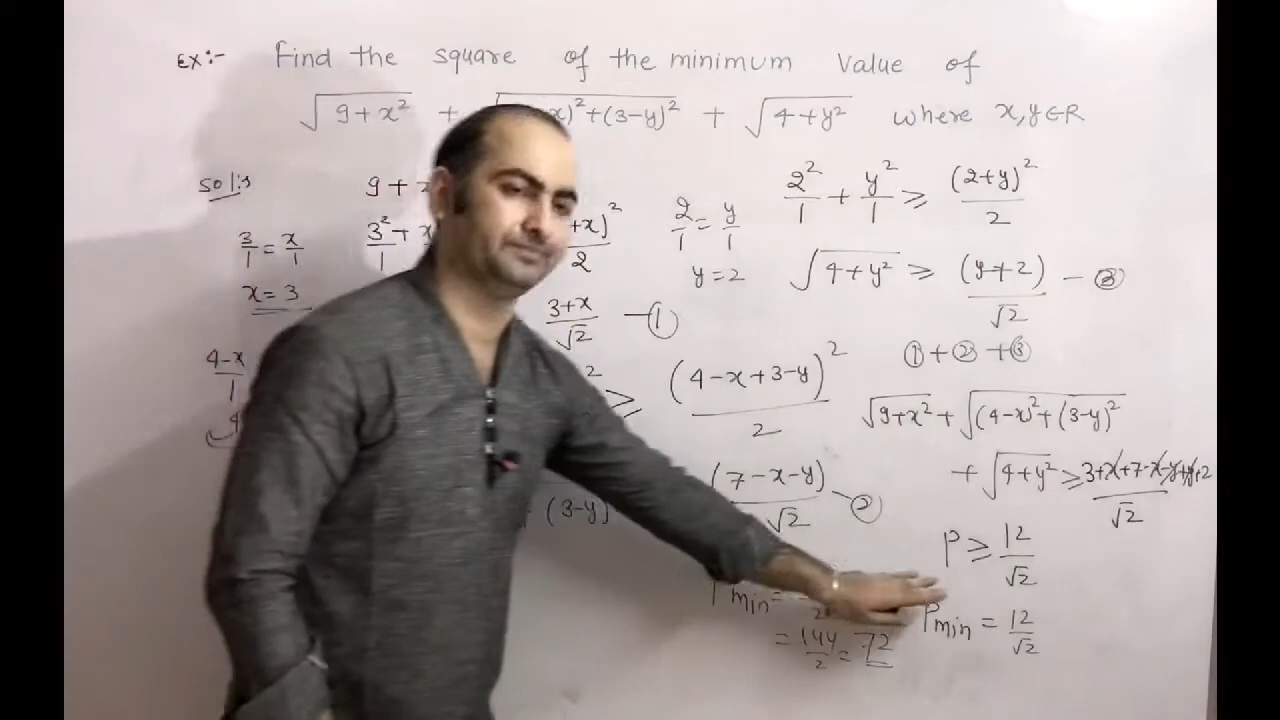 Ex:- Find the square of the minimum value of
√(9+x²) + √( x)²+(3-y)² + √(4+y²) where x,y∈R
Sol:-
9+
3²/1 +
+x)²/2
3/1 = x/1
x=3
3+x/√2 —①
4-x/1
2
≥ (4-x+3-y)²/2
(7-x-y)/√2 —②
(3-y)
Pmin=
= 144/2 = 72
2/1 = y/1
y=2
2²/1 + y²/1 ≥ (2+y)²/2
√(4+y²) ≥ (y+2)/√2 —③
①+②+③
√(9+x²) + √((4-x)²+(3-y)²)
+ √(4+y²) ≥ 3+x+7-x-y+y+2/√2
P ≥ 12/√2
Pmin = 12/√2